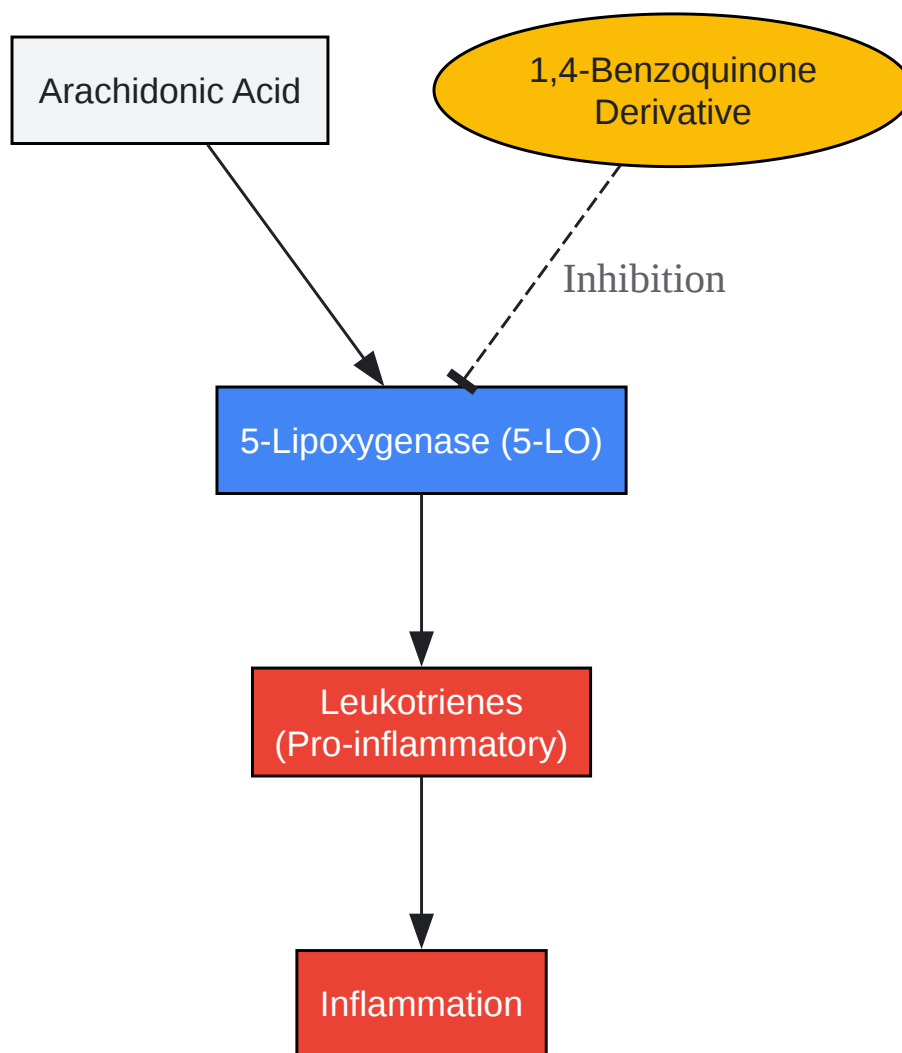 Arachidonic Acid
1,4-Benzoquinone
Derivative
Inhibition
5-Lipoxygenase (5-LO)
Leukotrienes
(Pro-inflammatory)
Inflammation